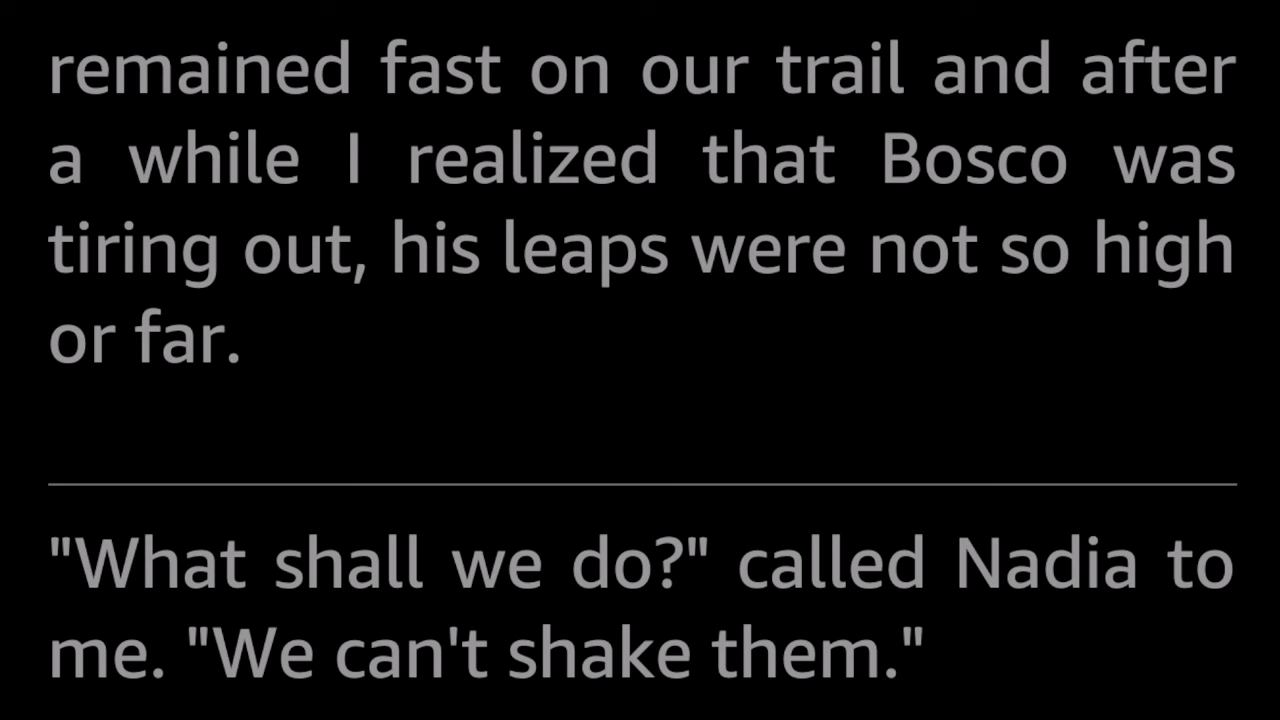 remained fast on our trail and after
a while I realized that Bosco was
tiring out, his leaps were not so high
or far.
"What shall we do?" called Nadia to
me. "We can't shake them."